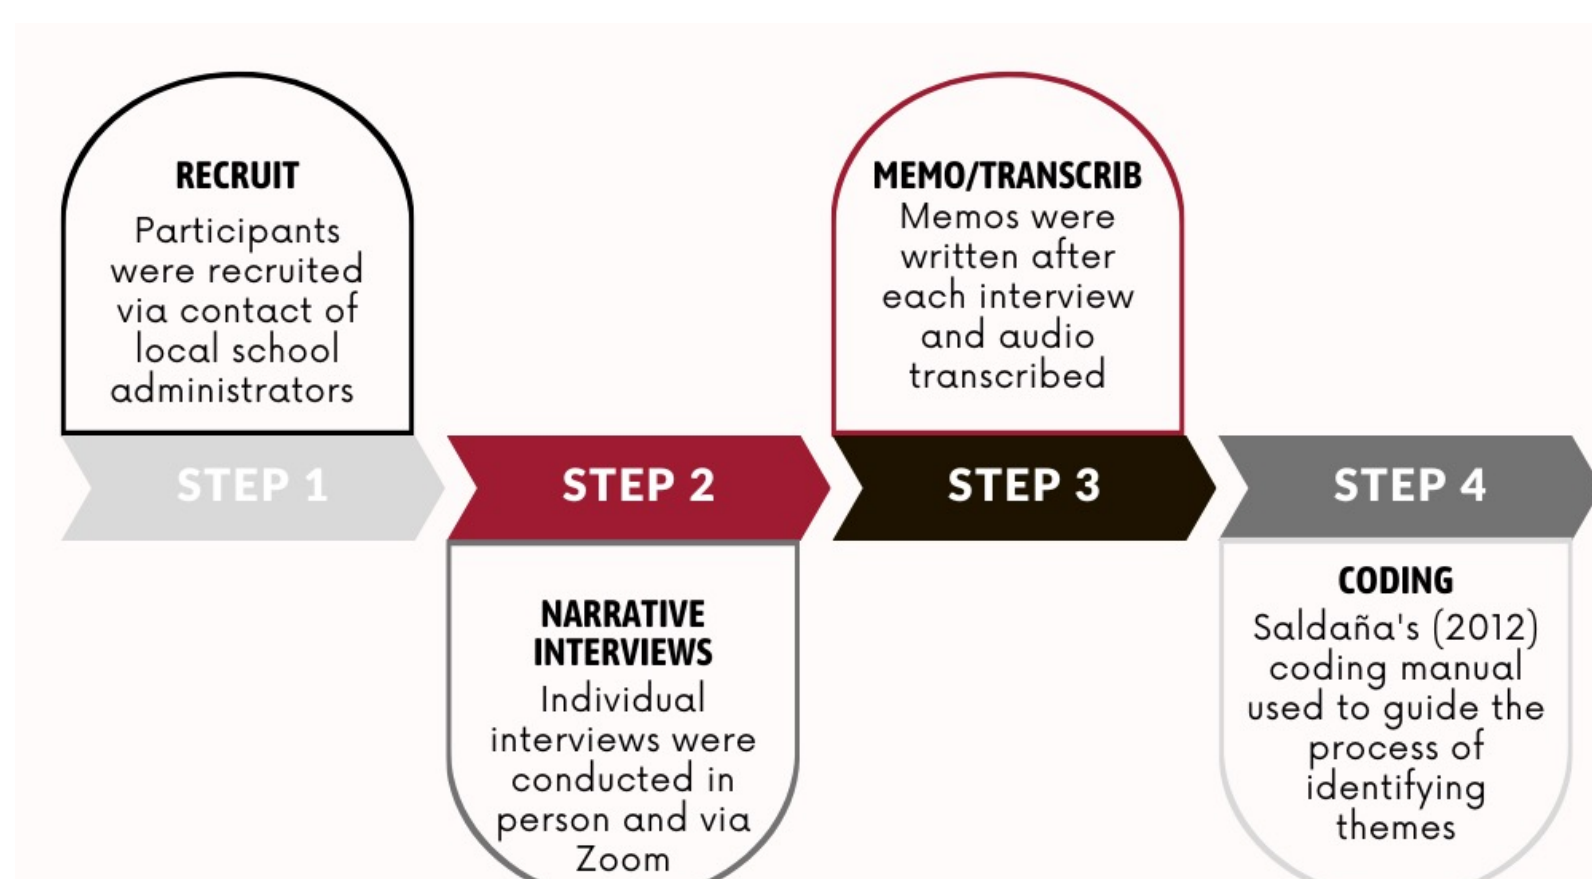 RECRUIT
Participants
were recruited
via contact of
local school
administrators
STEP 1
STEP 2
NARRATIVE
INTERVIEWS
Individual
interviews were
conducted in
person and via
Zoom
MEMO/TRANSCRIB
Memos were
written after
each interview
and audio
transcribed
STEP 3
STEP 4
CODING
Saldaña's (2012)
coding manual
used to guide the
process of
identifying
themes